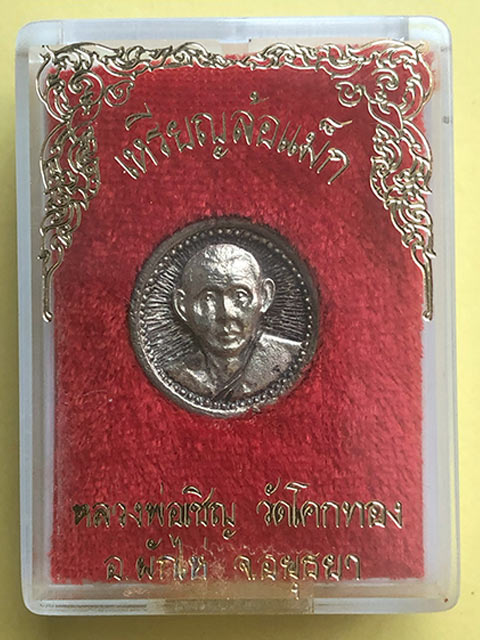 เหรียญล้อแม็ก
หลวงพ่อเชิญ วัดโคกทอง
อ.ผักไห่ จ.อยุธยา